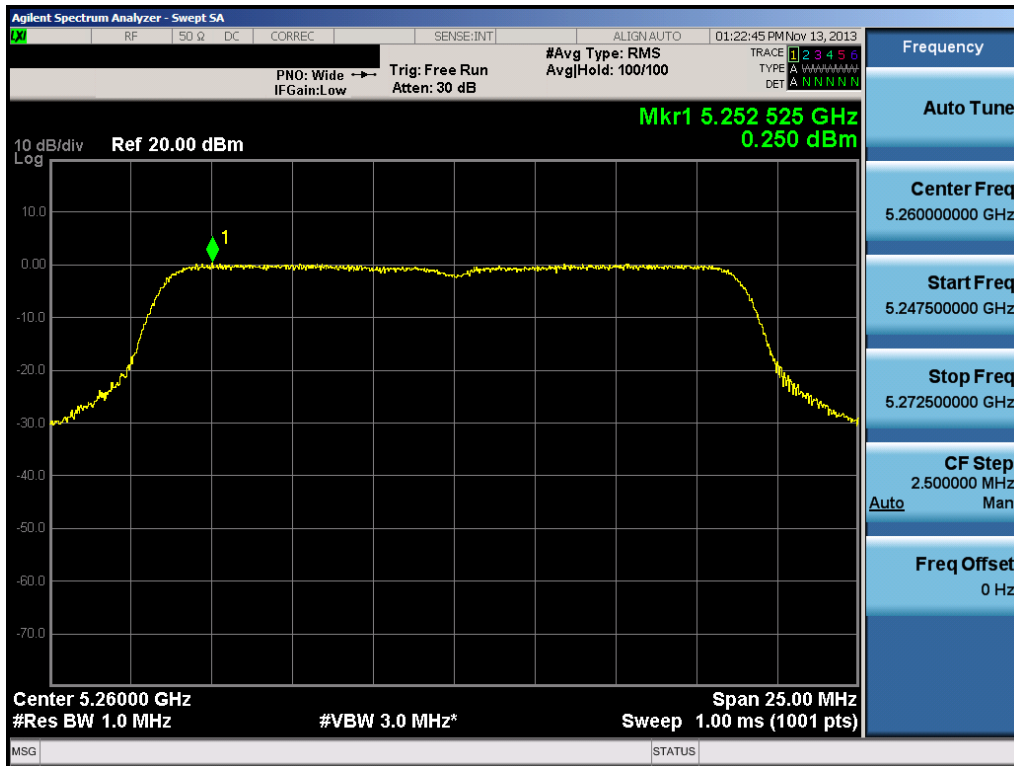 Agilent Spectrum Analyzer - Swept SA
LXI RF 50 Ω DC CORREC SENSE:INT ALIGN AUTO 01:22:45 PM Nov 13, 2013
PNO: Wide
IFGain:Low
Trig: Free Run
Atten: 30 dB
#Avg Type: RMS
Avg|Hold: 100/100
TRACE 1 2 3 4 5 6
TYPE A WWWWW
DET A N N N N N
Mkr1 5.252 525 GHz
0.250 dBm
10 dB/div Ref 20.00 dBm
Log
10.0
1
0.00
-10.0
-20.0
-30.0
-40.0
-50.0
-60.0
-70.0
Center 5.26000 GHz Span 25.00 MHz
#Res BW 1.0 MHz #VBW 3.0 MHz* Sweep 1.00 ms (1001 pts)
MSG STATUS
Frequency
Auto Tune
Center Freq
5.260000000 GHz
Start Freq
5.247500000 GHz
Stop Freq
5.272500000 GHz
CF Step
2.500000 MHz
Auto Man
Freq Offset
0 Hz